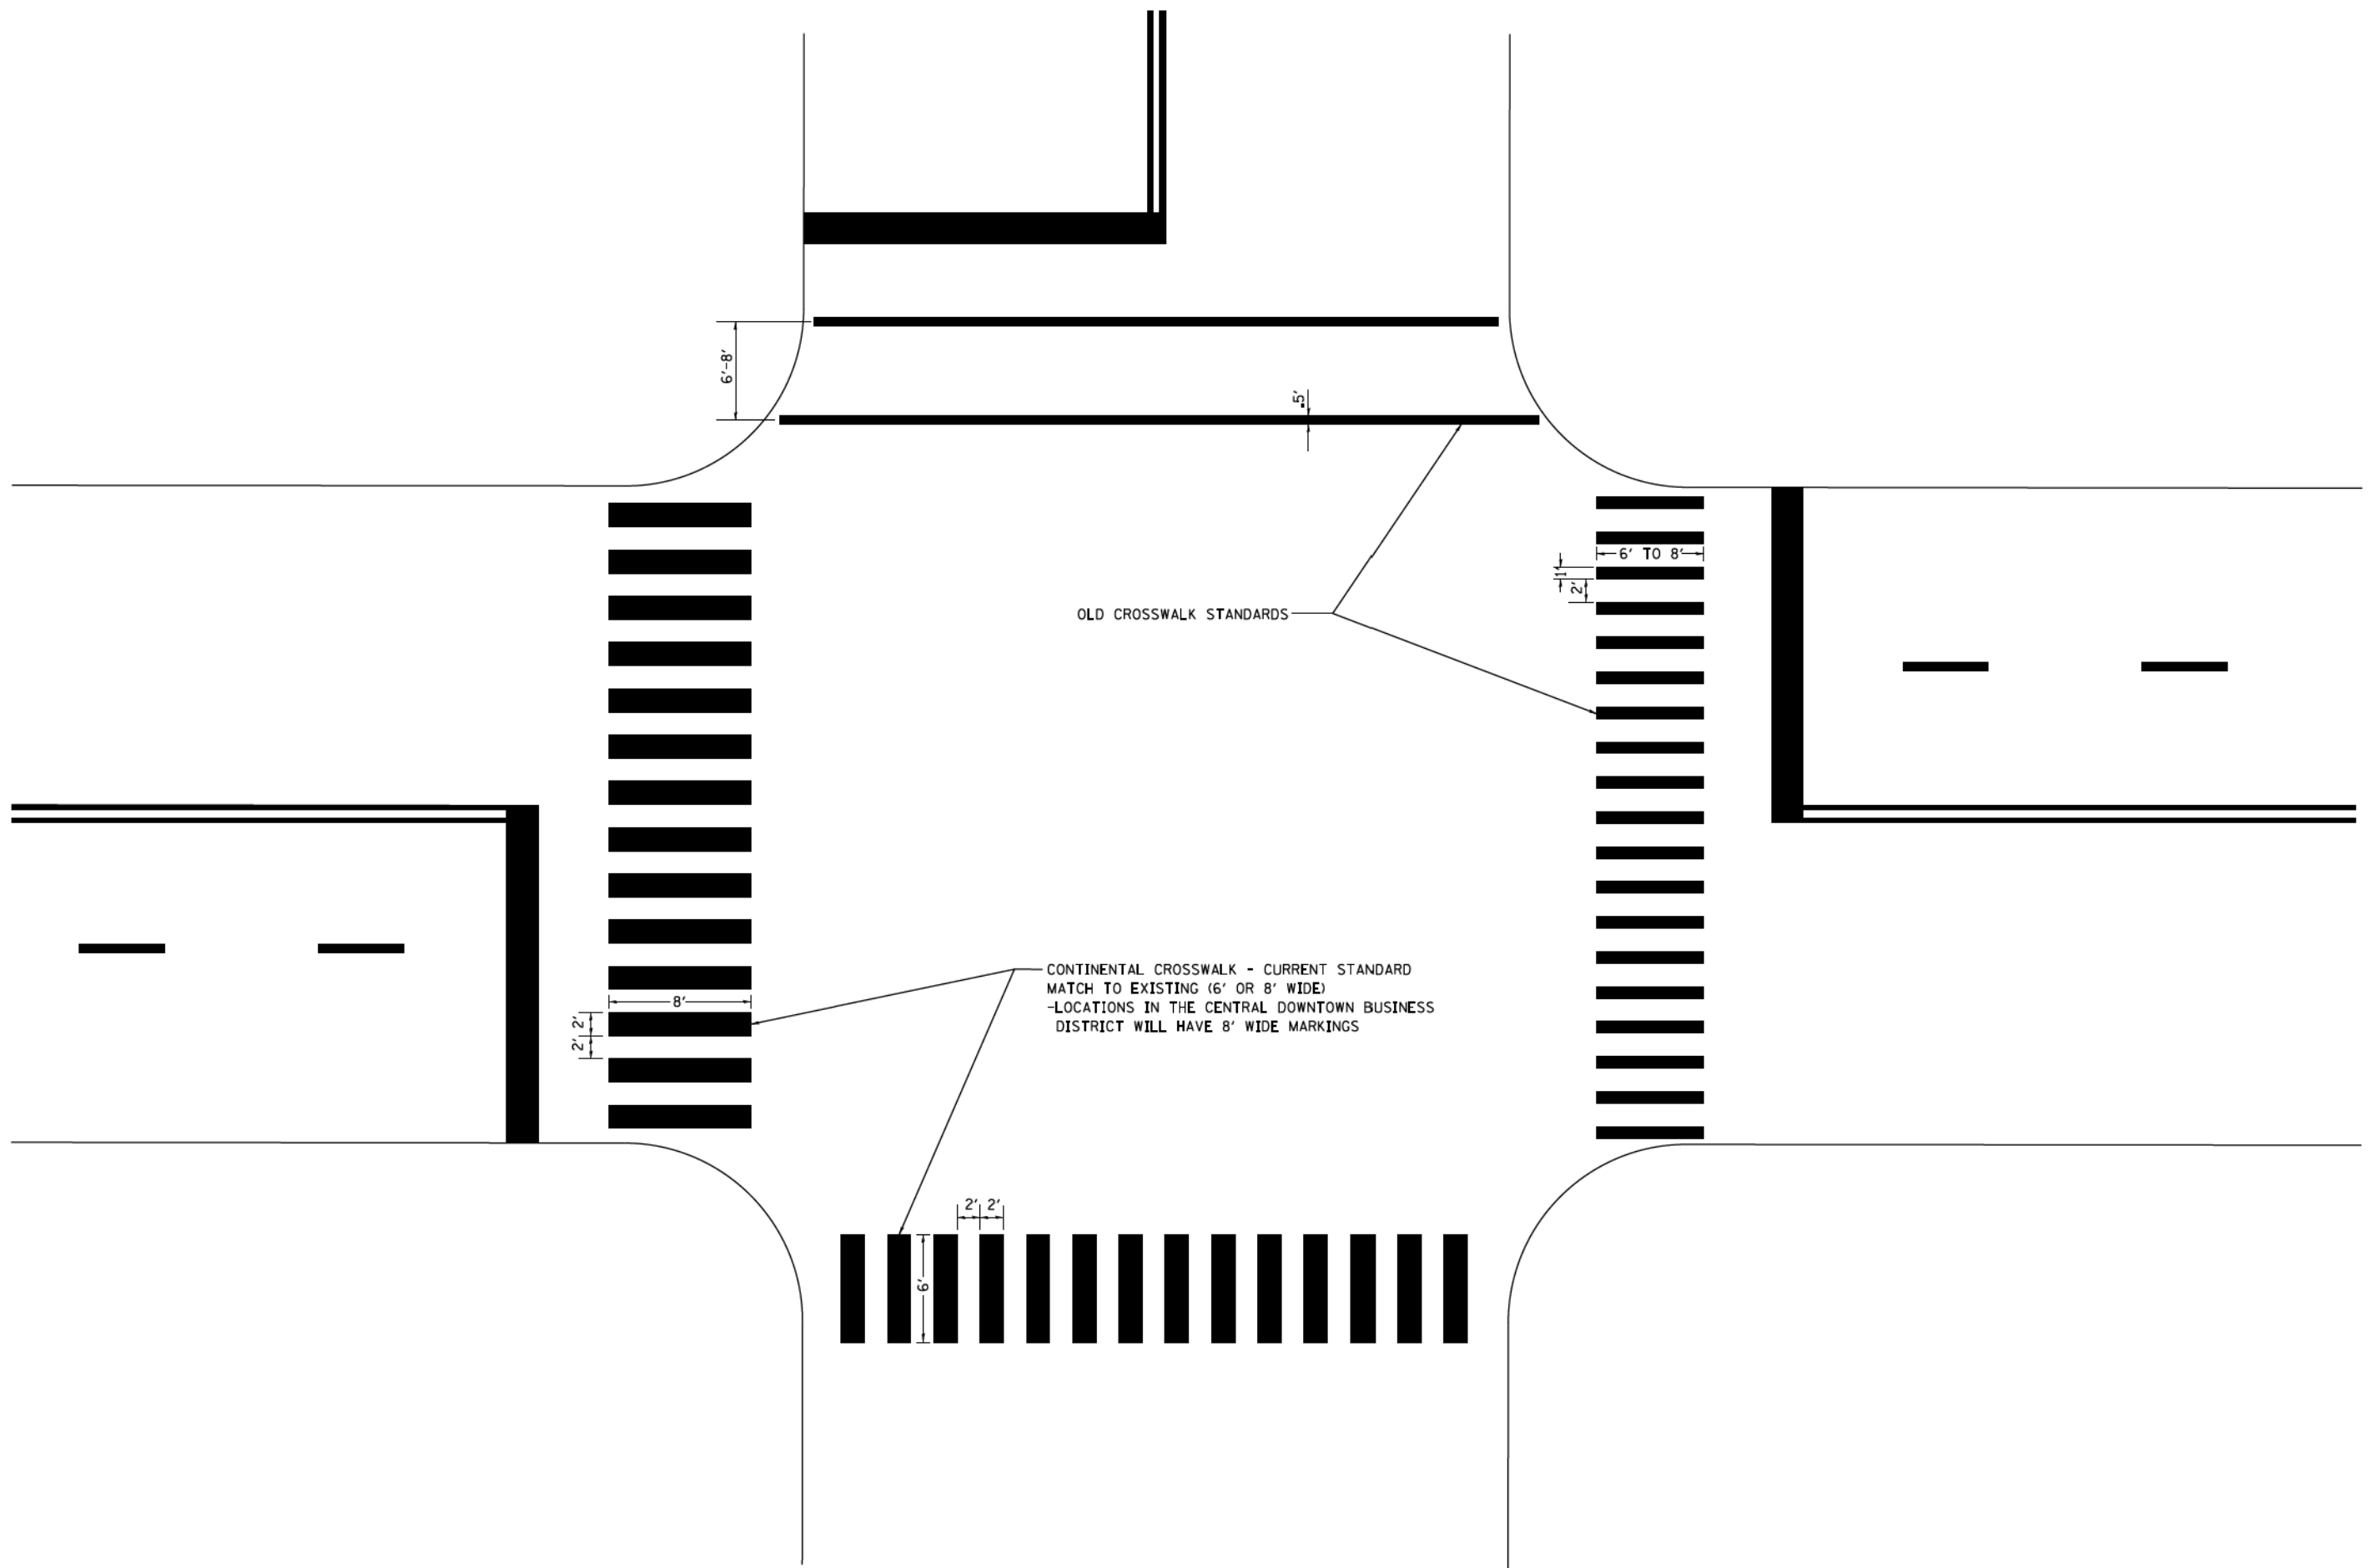 6'-8'
.5'
6' TO 8'
1'
2'
OLD CROSSWALK STANDARDS
CONTINENTAL CROSSWALK - CURRENT STANDARD
MATCH TO EXISTING (6' OR 8' WIDE)
-LOCATIONS IN THE CENTRAL DOWNTOWN BUSINESS
DISTRICT WILL HAVE 8' WIDE MARKINGS
8'
2'
2'
2' 2'
6'